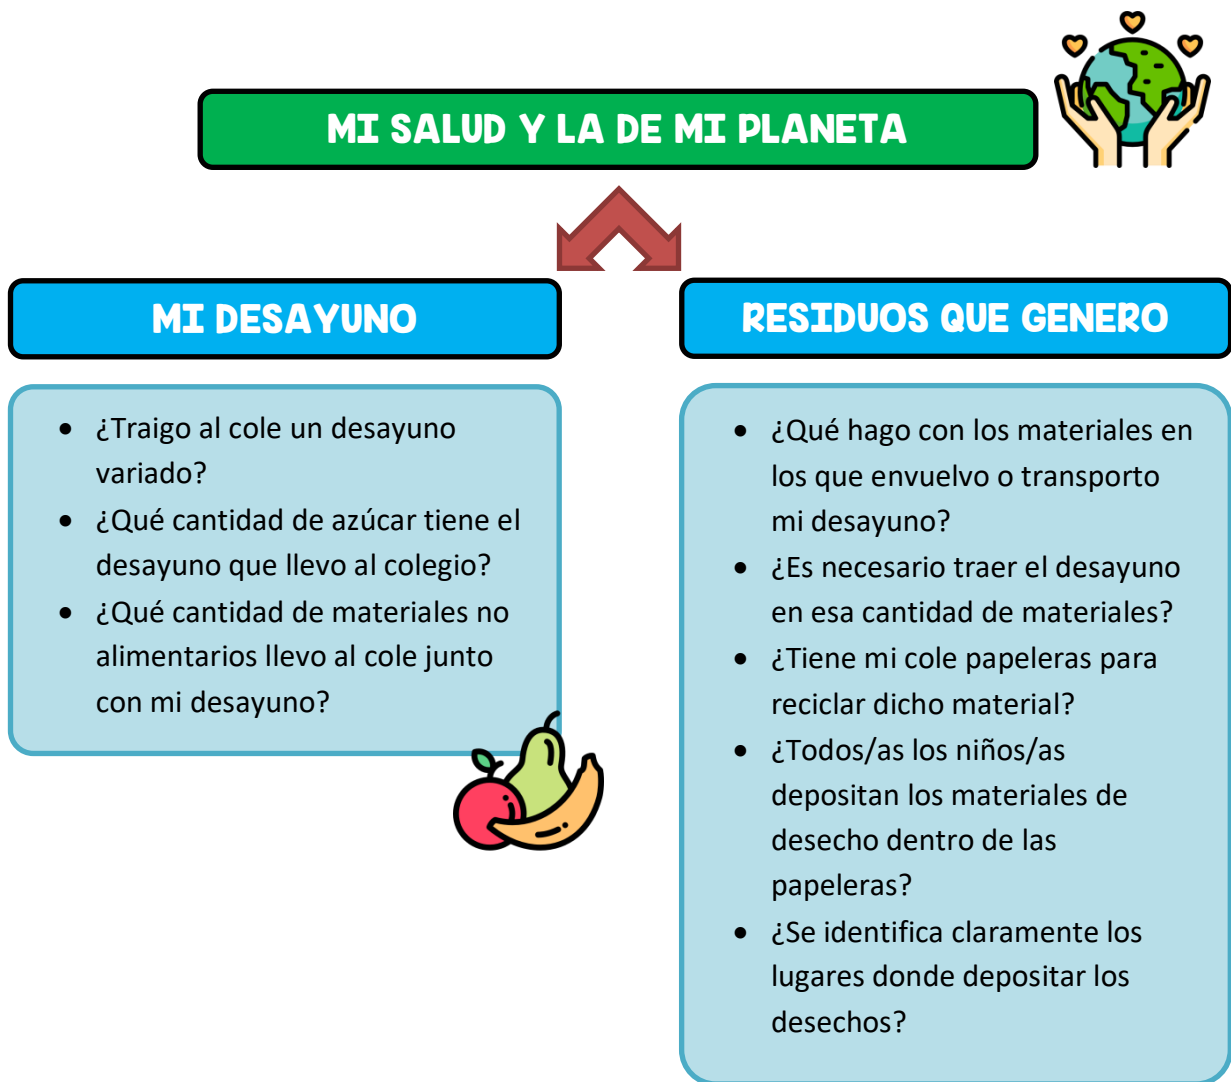 MI SALUD Y LA DE MI PLANETA
MI DESAYUNO
• ¿Traigo al cole un desayuno
variado?
• ¿Qué cantidad de azúcar tiene el
desayuno que llevo al colegio?
• ¿Qué cantidad de materiales no
alimentarios llevo al cole junto
con mi desayuno?
RESIDUOS QUE GENERO
• ¿Qué hago con los materiales en
los que envuelvo o transporto
mi desayuno?
• ¿Es necesario traer el desayuno
en esa cantidad de materiales?
• ¿Tiene mi cole papeleras para
reciclar dicho material?
• ¿Todos/as los niños/as
depositan los materiales de
desecho dentro de las
papeleras?
• ¿Se identifica claramente los
lugares donde depositar los
desechos?